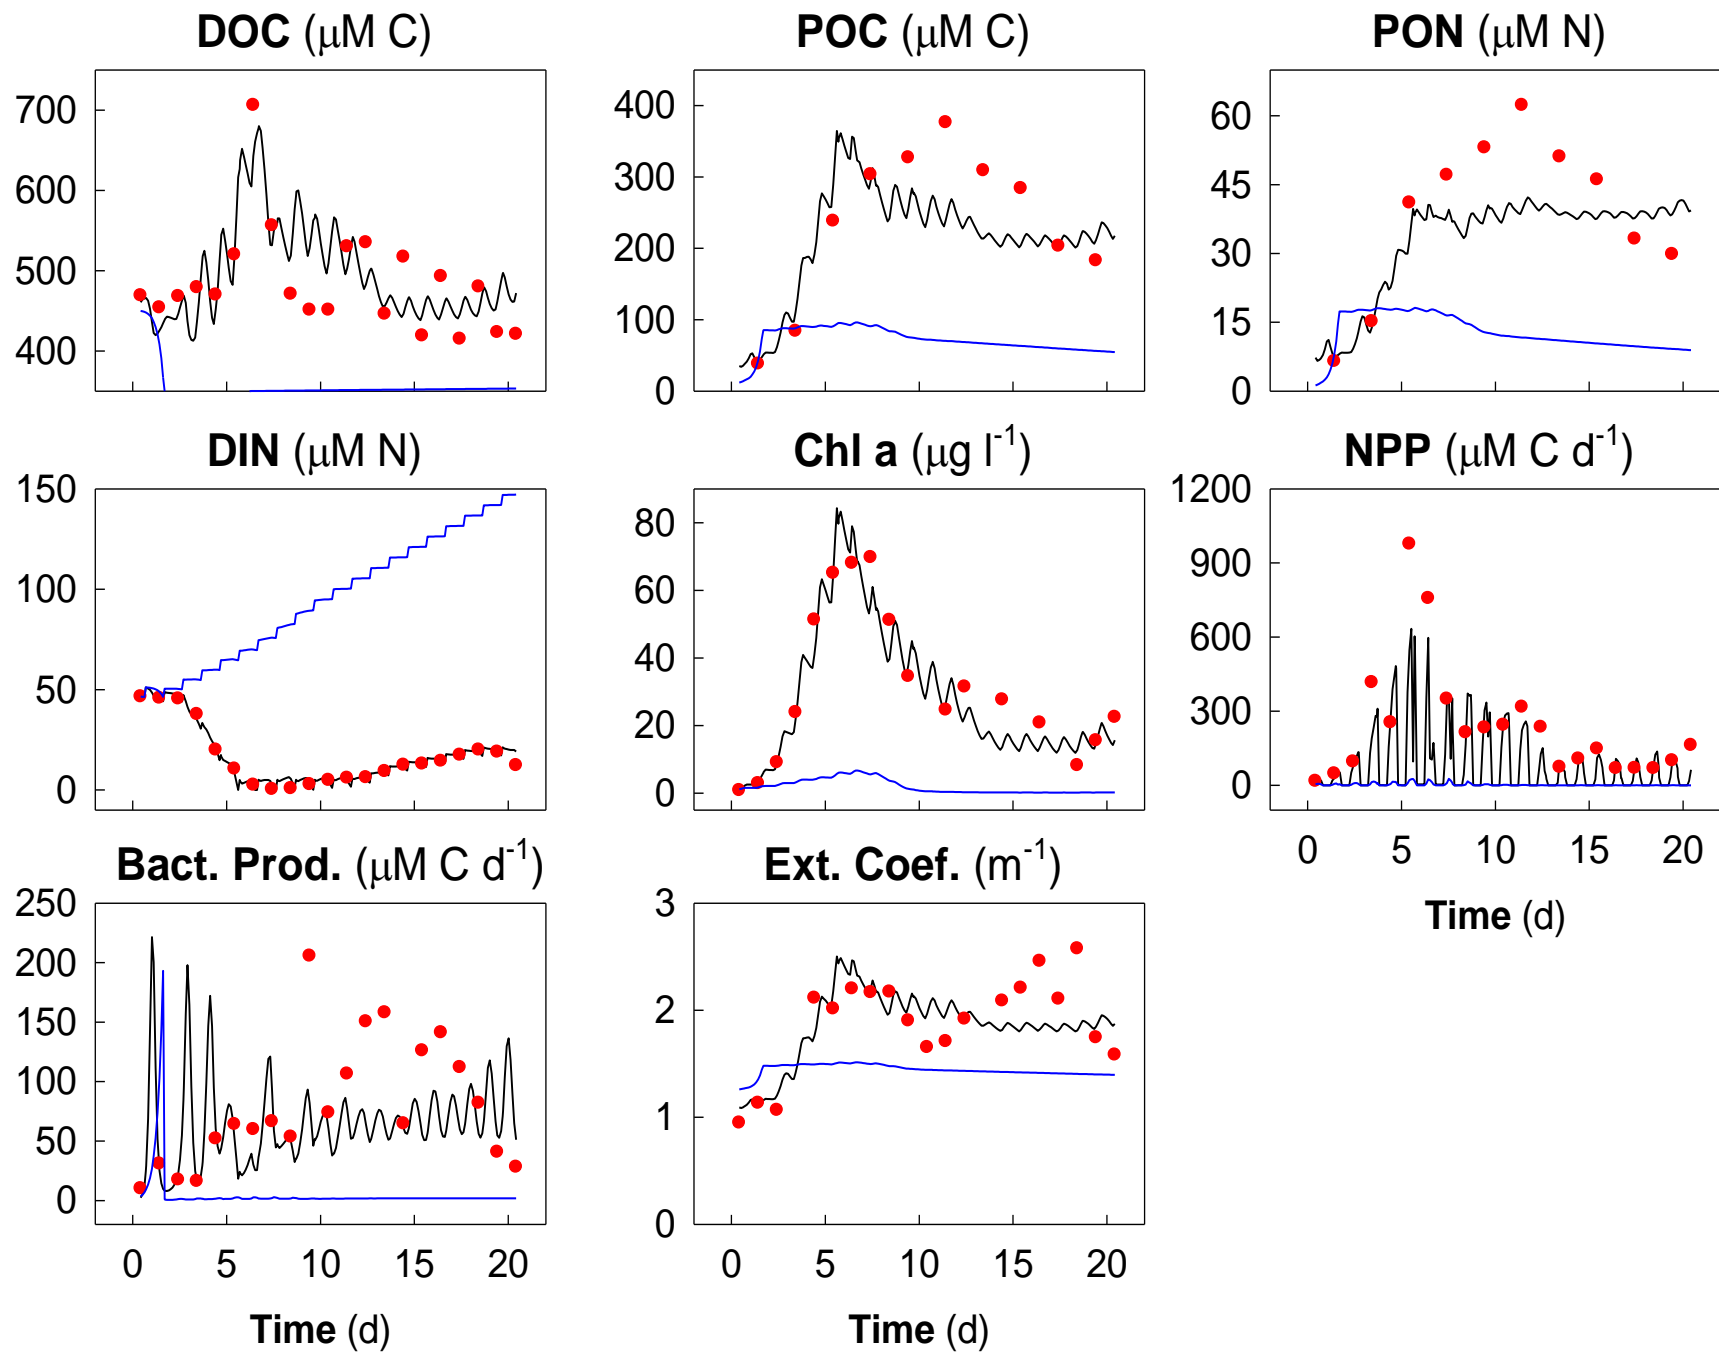 DOC (μM C)
POC (μM C)
PON (μM N)
700
600
500
400
400
300
200
100
0
60
45
30
15
0
DIN (μM N)
Chl a (μg l⁻¹)
NPP (μM C d⁻¹)
150
100
50
0
80
60
40
20
0
1200
900
600
300
0
0 5 10 15 20
Time (d)
Bact. Prod. (μM C d⁻¹)
Ext. Coef. (m⁻¹)
250
200
150
100
50
0
3
2
1
0
0 5 10 15 20
0 5 10 15 20
Time (d)
Time (d)